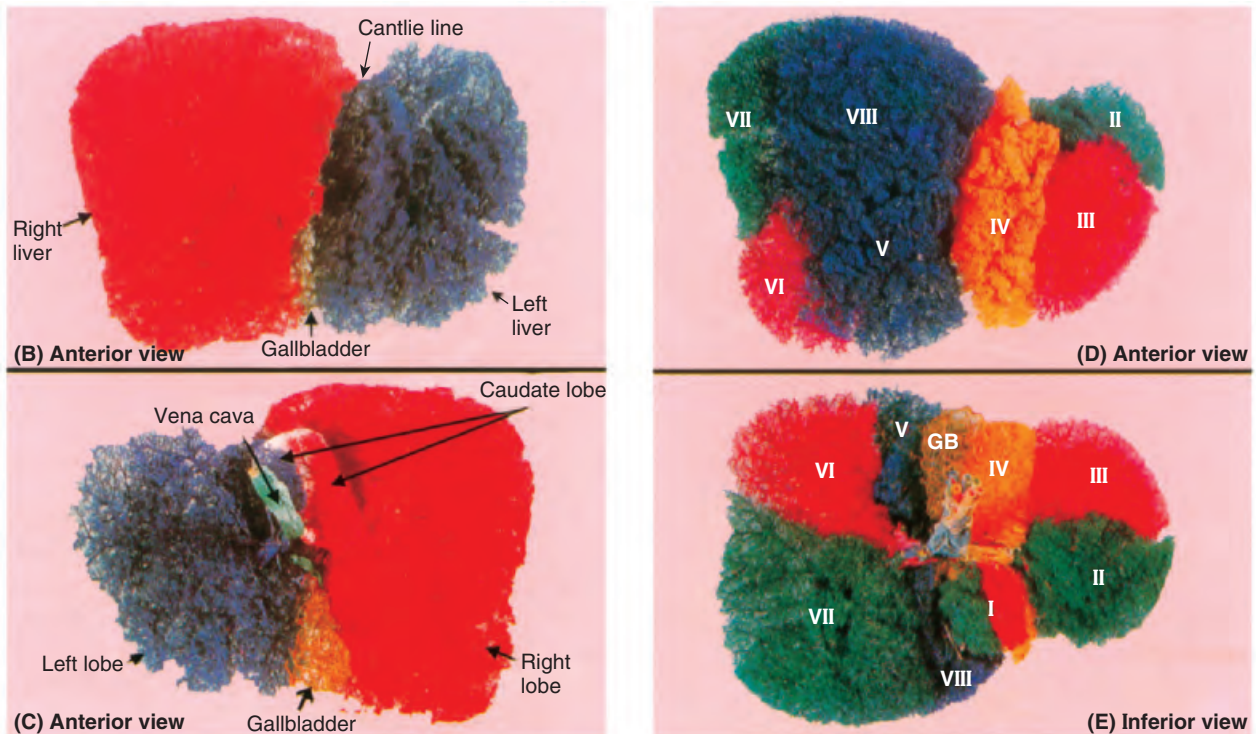 Cantlie line
Right
liver
Left
liver
Gallbladder
(B) Anterior view
Caudate lobe
Vena cava
Left lobe
Right
lobe
Gallbladder
(C) Anterior view
VII
VIII
II
III
IV
V
VI
(D) Anterior view
V
GB
IV
III
VI
II
I
VII
VIII
(E) Inferior view